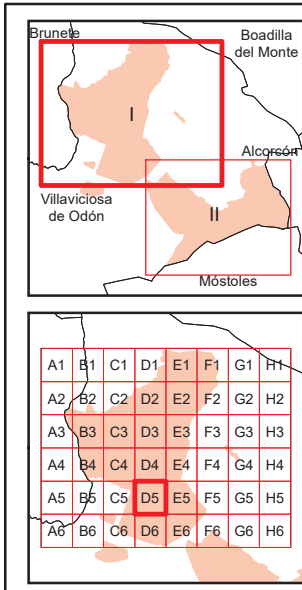 Brunete
Boadilla
del Monte
I
Alcorcón
Villaviciosa
de Odón
II
Móstoles
A1 B1 C1 D1 E1 F1 G1 H1
A2 B2 C2 D2 E2 F2 G2 H2
A3 B3 C3 D3 E3 F3 G3 H3
A4 B4 C4 D4 E4 F4 G4 H4
A5 B5 C5 D5 E5 F5 G5 H5
A6 B6 C6 D6 E6 F6 G6 H6